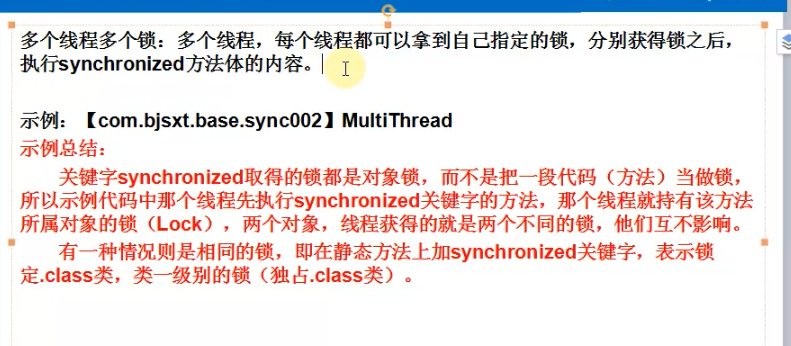 多个线程多个锁：多个线程，每个线程都可以拿到自己指定的锁，分别获得锁之后，
执行synchronized方法体的内容。
示例：【com.bjsxt.base.sync002】MultiThread
示例总结：
关键字synchronized取得的锁都是对象锁，而不是把一段代码（方法）当做锁，
所以示例代码中那个线程先执行synchronized关键字的方法，那个线程就持有该方法
所属对象的锁（Lock），两个对象，线程获得的就是两个不同的锁，他们互不影响。
有一种情况则是相同的锁，即在静态方法上加synchronized关键字，表示锁
定.class类，类一级别的锁（独占.class类）。